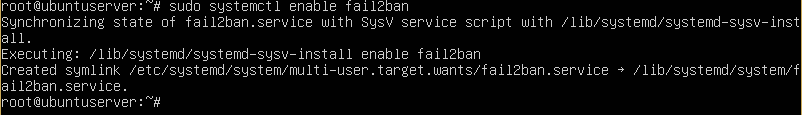 root@ubuntuserver:~# sudo systemctl enable fail2ban
Synchronizing state of fail2ban.service with SysV service script with /lib/systemd/systemd-sysv-inst
all.
Executing: /lib/systemd/systemd-sysv-install enable fail2ban
Created symlink /etc/systemd/system/multi-user.target.wants/fail2ban.service → /lib/systemd/system/f
ail2ban.service.
root@ubuntuserver:~#